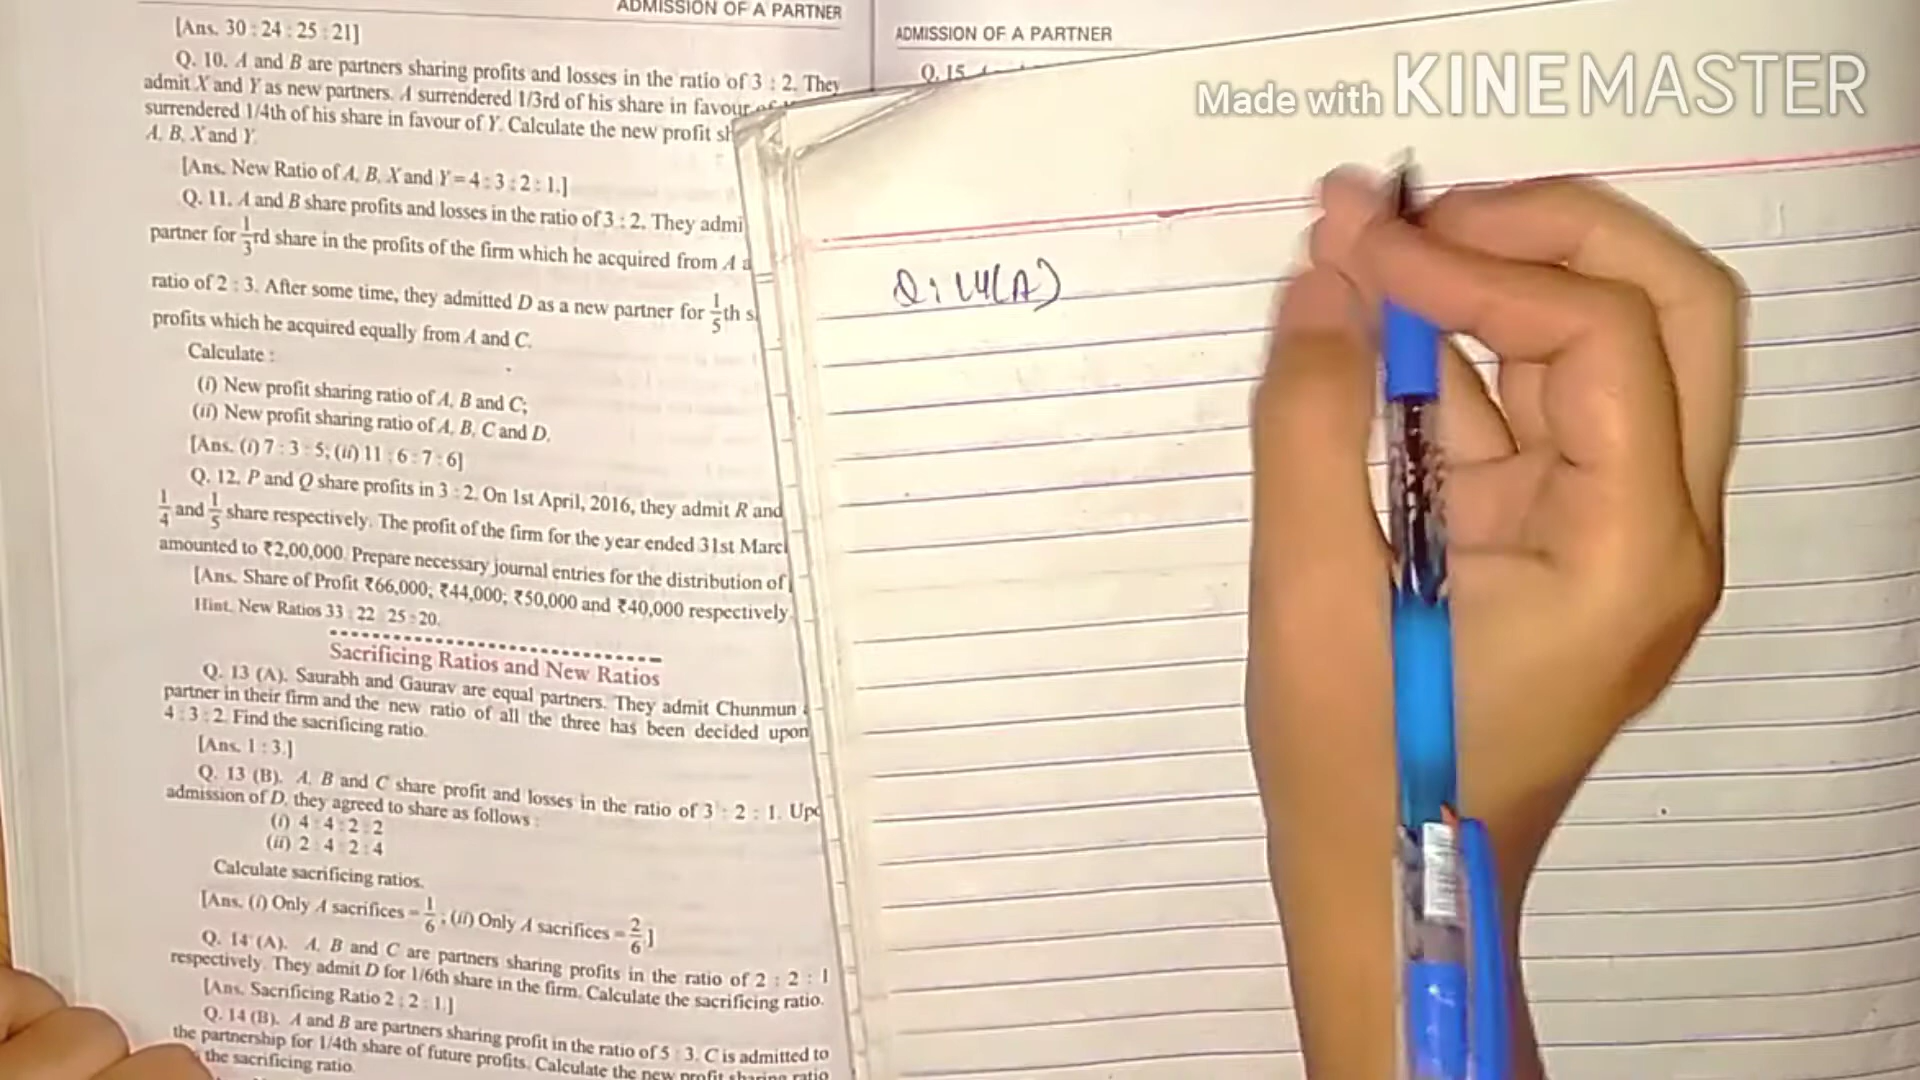 ADMISSION OF A PARTNER
[Ans. 30 : 24 : 25 : 21]
Q. 10. A and B are partners sharing profits and losses in the ratio of 3 : 2. They
admit X and Y as new partners. A surrendered 1/3rd of his share in favour of
surrendered 1/4th of his share in favour of Y. Calculate the new profit sh
A, B, X and Y.
[Ans. New Ratio of A, B, X and Y = 4 : 3 : 2 : 1.]
Q. 11. A and B share profits and losses in the ratio of 3 : 2. They admi
partner for 1/3rd share in the profits of the firm which he acquired from A a
ratio of 2 : 3. After some time, they admitted D as a new partner for 1/5th s
profits which he acquired equally from A and C.
Calculate :
(i) New profit sharing ratio of A, B and C;
(ii) New profit sharing ratio of A, B, C and D.
[Ans. (i) 7 : 3 : 5; (ii) 11 : 6 : 7 : 6]
Q. 12. P and Q share profits in 3 : 2. On 1st April, 2016, they admit R and
1/4 and 1/5 share respectively. The profit of the firm for the year ended 31st Marcl
amounted to ₹2,00,000. Prepare necessary journal entries for the distribution of
[Ans. Share of Profit ₹66,000; ₹44,000; ₹50,000 and ₹40,000 respectively
Hint. New Ratios 33 : 22 : 25 : 20.
Sacrificing Ratios and New Ratios
Q. 13 (A). Saurabh and Gaurav are equal partners. They admit Chunmun
partner in their firm and the new ratio of all the three has been decided upon
4 : 3 : 2. Find the sacrificing ratio.
[Ans. 1 : 3.]
Q. 13 (B). A, B and C share profit and losses in the ratio of 3 : 2 : 1. Upo
admission of D, they agreed to share as follows :
(i) 4 : 4 : 2 : 2
(ii) 2 : 4 : 2 : 4
Calculate sacrificing ratios.
[Ans. (i) Only A sacrifices = 1/6; (ii) Only A sacrifices = 2/6]
Q. 14 (A). A, B and C are partners sharing profits in the ratio of 2 : 2 : 1
respectively. They admit D for 1/6th share in the firm. Calculate the sacrificing ratio.
[Ans. Sacrificing Ratio 2 : 2 : 1.]
Q. 14 (B). A and B are partners sharing profit in the ratio of 5 : 3. C is admitted to
the partnership for 1/4th share of future profits. Calculate the new profit sharing ratio
the sacrificing ratio.
ADMISSION OF A PARTNER
Q. 15.
Made with KINEMASTER
Q. 14(A)